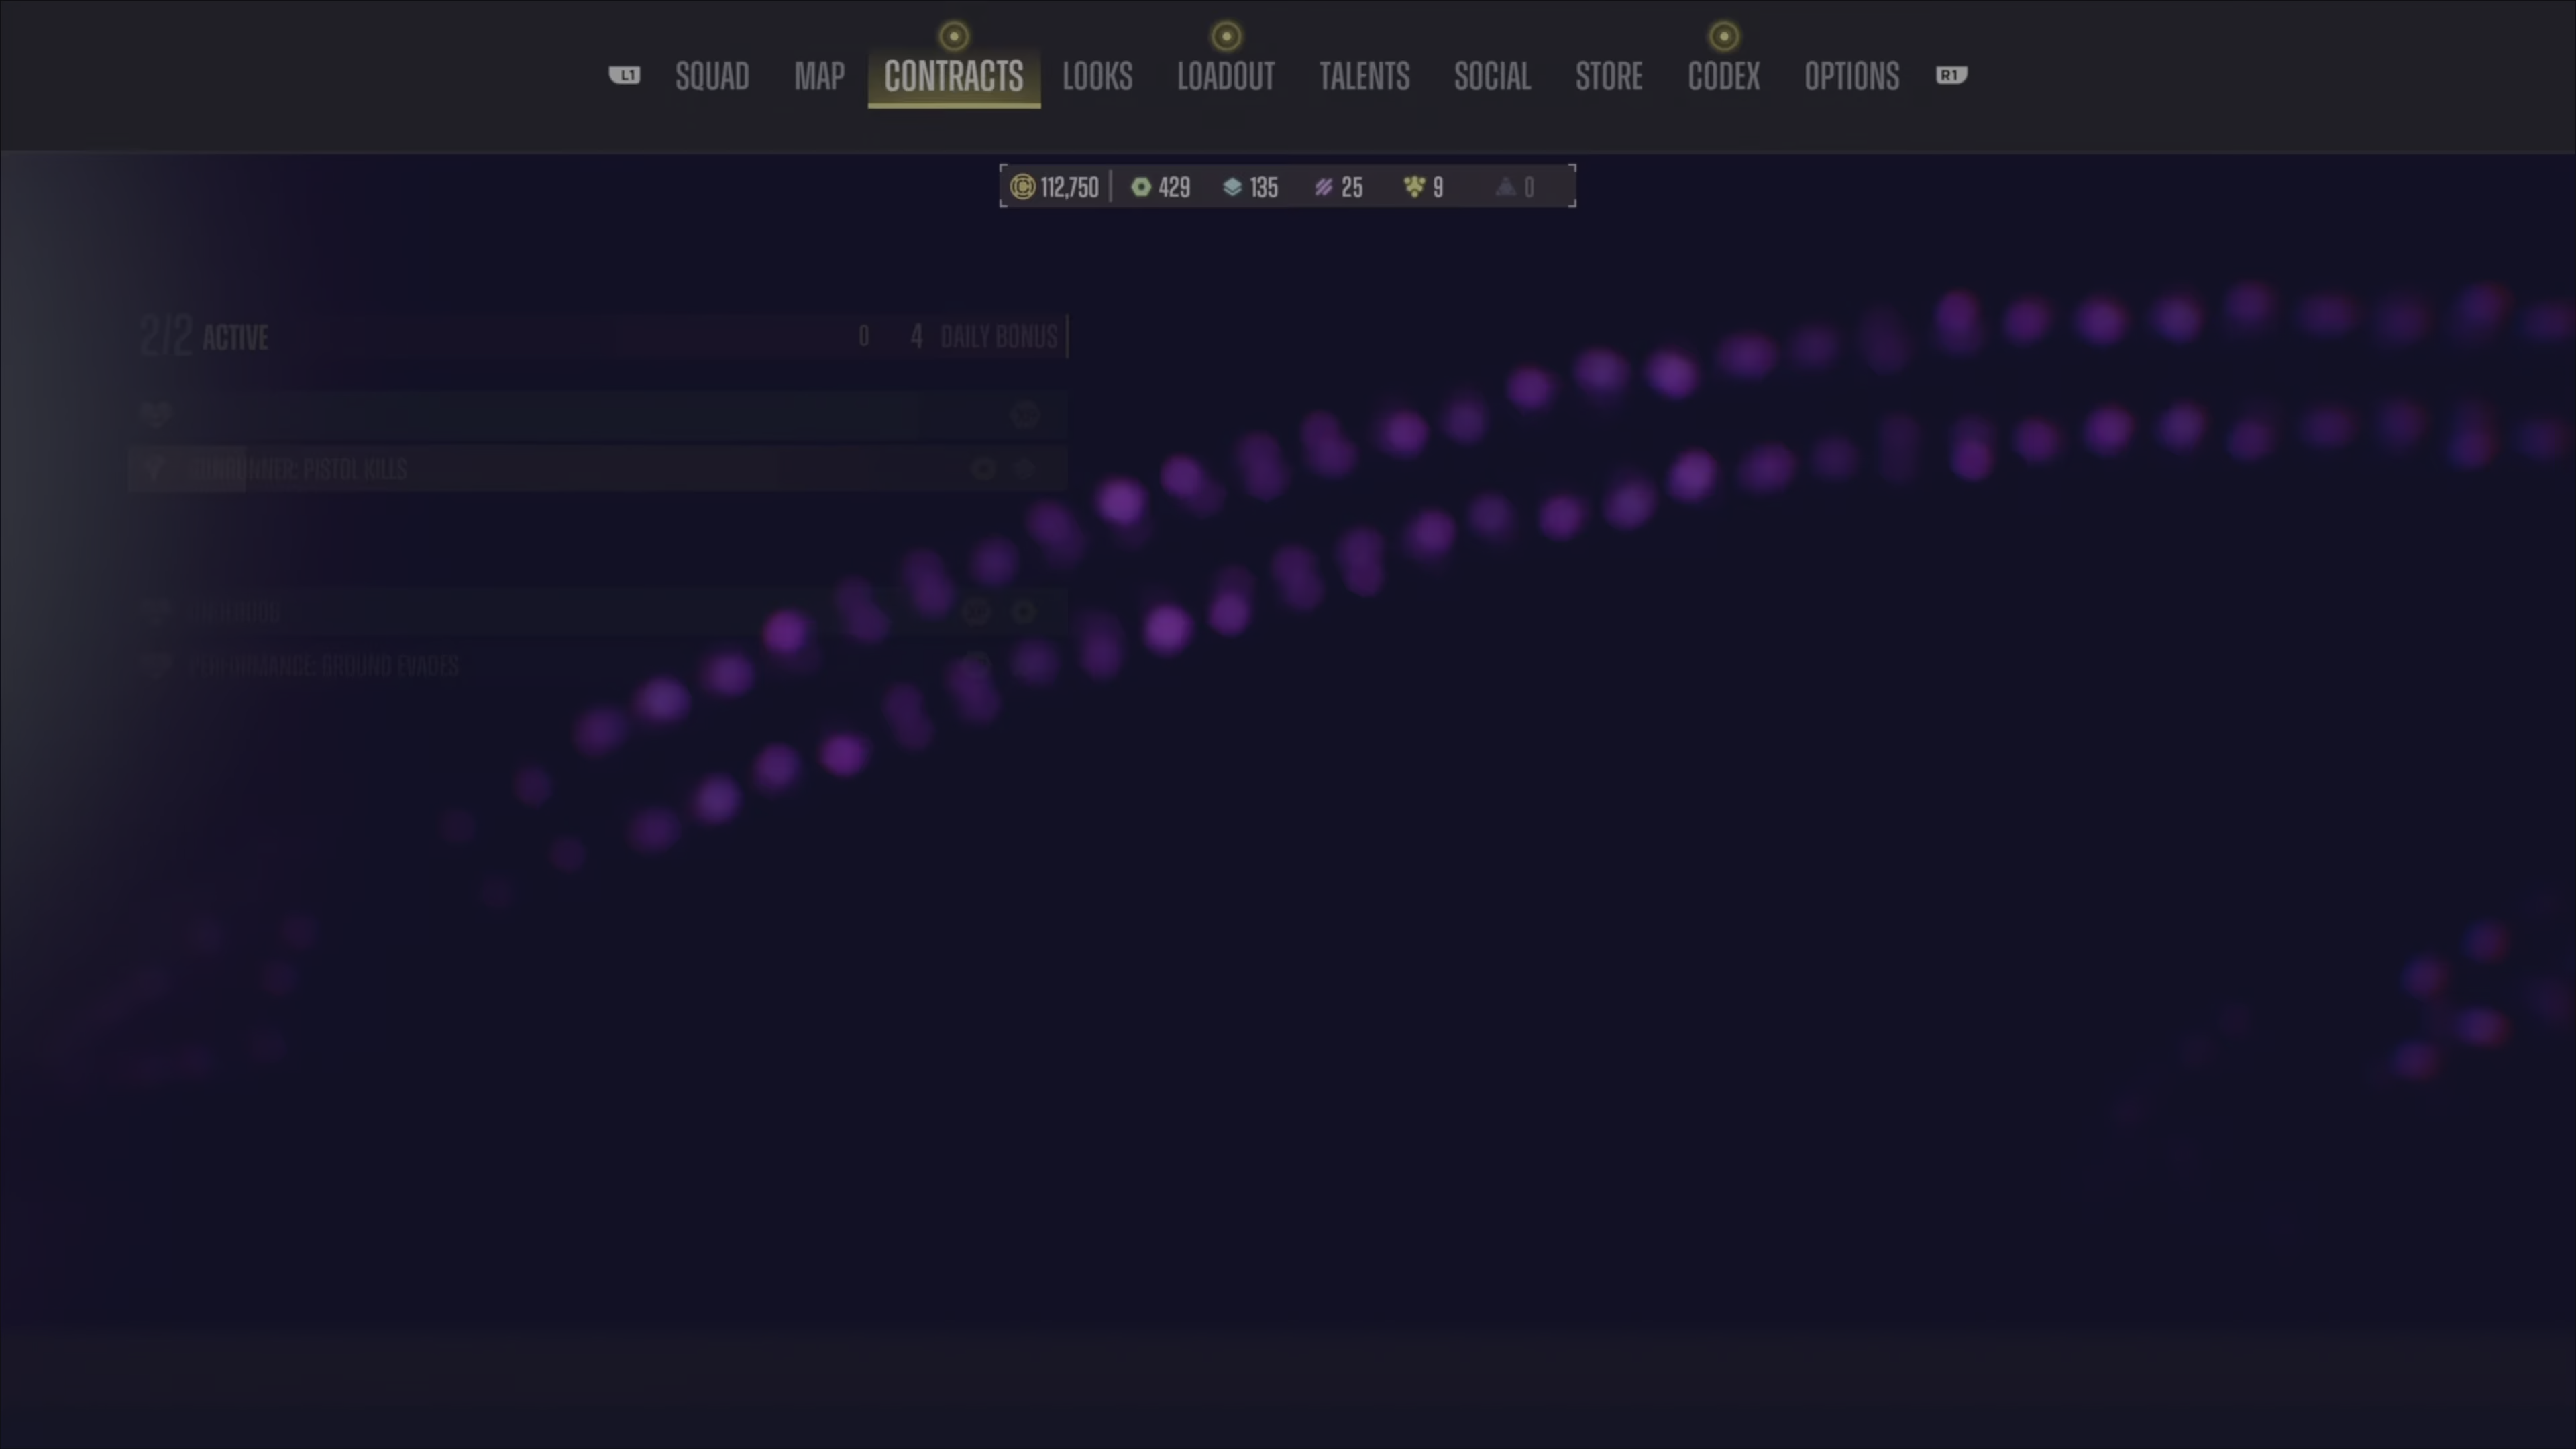 L1 SQUAD MAP CONTRACTS LOOKS LOADOUT TALENTS SOCIAL STORE CODEX OPTIONS R1
112,750 429 135 25 9 0
2/2 ACTIVE 0 4 DAILY BONUS
PISTOL KILLS
PERFORMANCE: GROUND EVADES